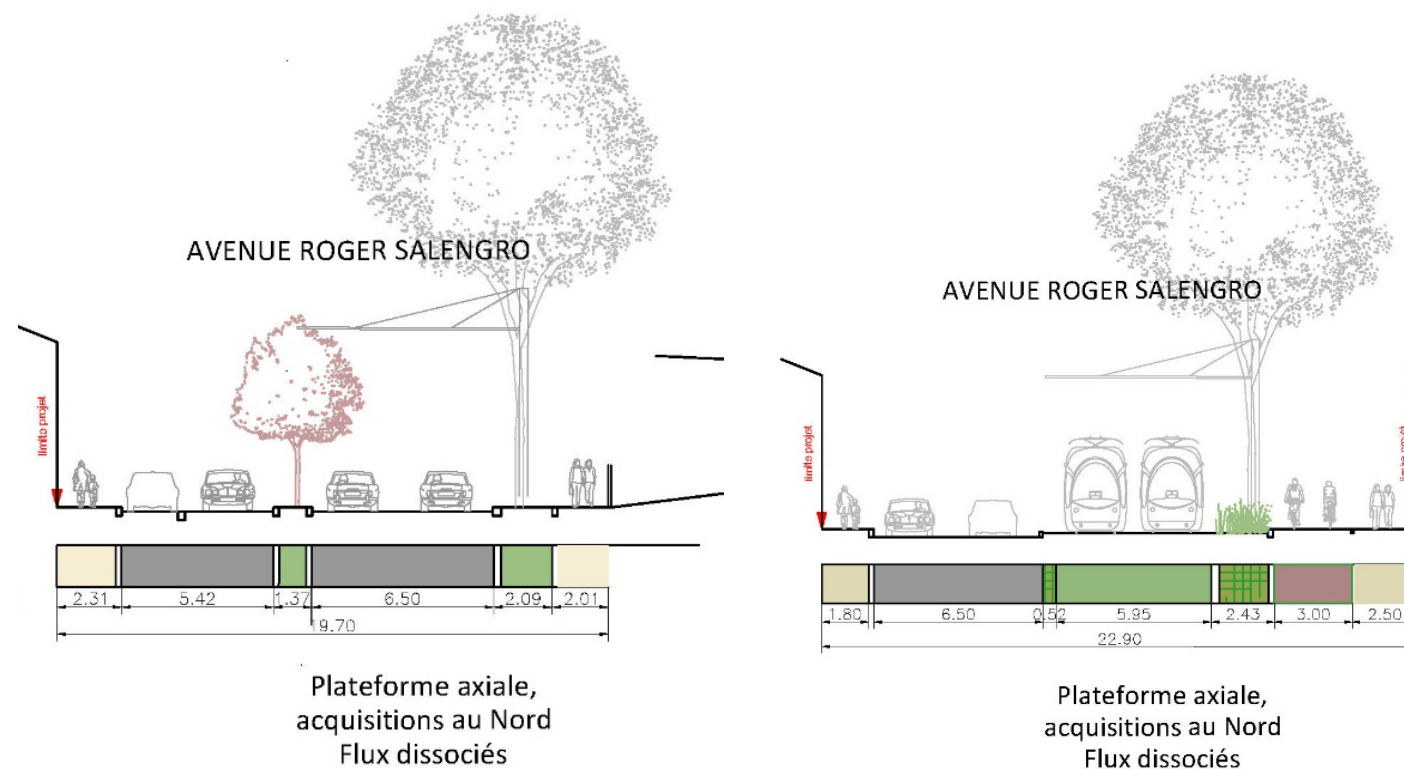 AVENUE ROGER SALENGRO
limite projet
2.31 5.42 1.37 6.50 2.09 2.01
19.70
Plateforme axiale,
acquisitions au Nord
Flux dissociés
AVENUE ROGER SALENGRO
limite projet
limite projet
1.80 6.50 0.52 5.95 2.43 3.00 2.50
22.90
Plateforme axiale,
acquisitions au Nord
Flux dissociés